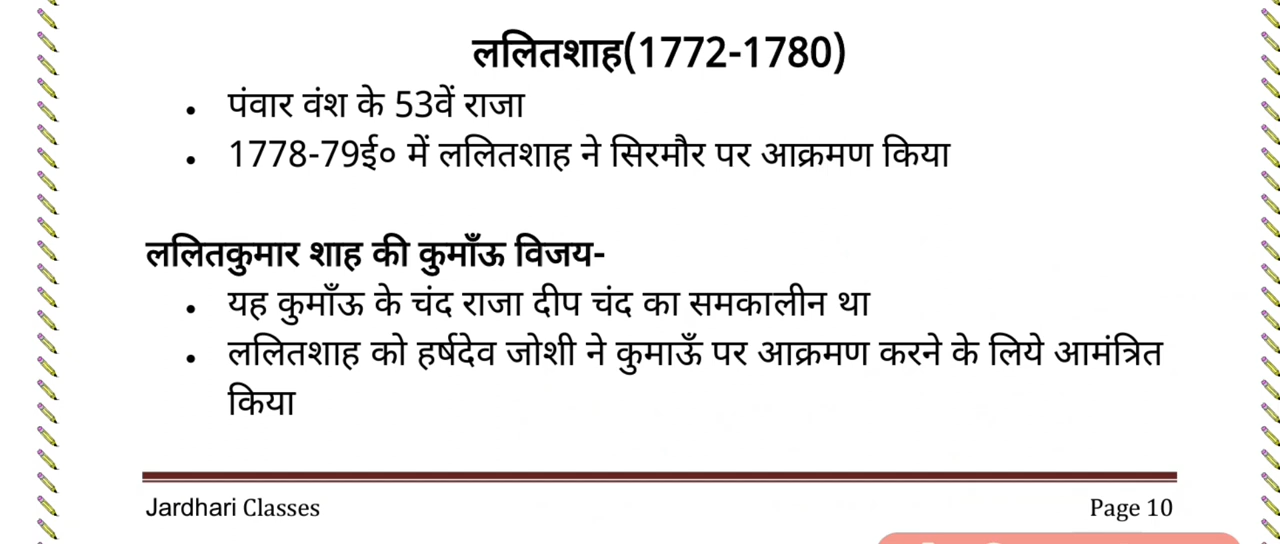 ललितशाह(1772-1780)
• पंवार वंश के 53वें राजा
• 1778-79ई० में ललितशाह ने सिरमौर पर आक्रमण किया
ललितकुमार शाह की कुमाँऊ विजय-
• यह कुमाँऊ के चंद राजा दीप चंद का समकालीन था
• ललितशाह को हर्षदेव जोशी ने कुमाऊँ पर आक्रमण करने के लिये आमंत्रित
किया
Jardhari Classes Page 10